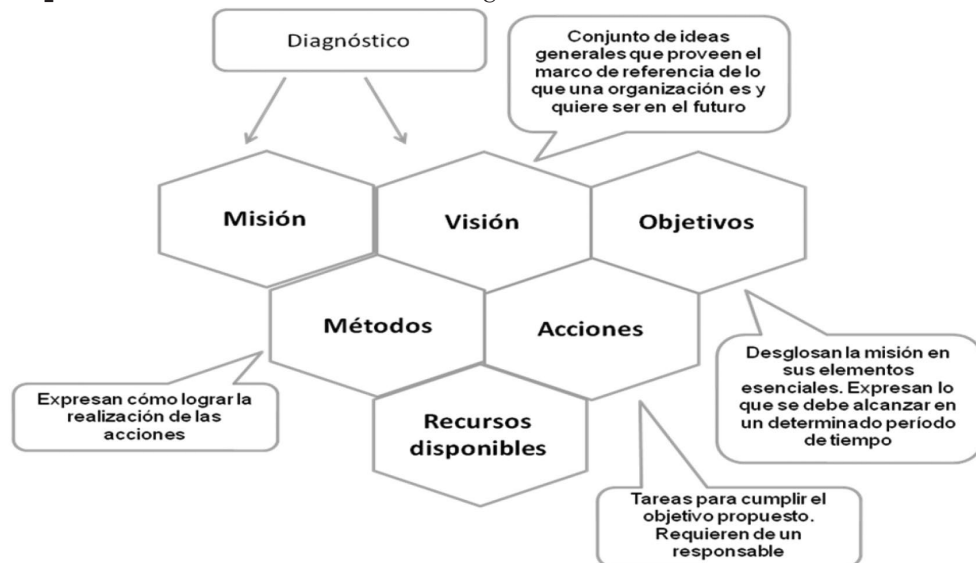 Diagnóstico
Conjunto de ideas
generales que proveen el
marco de referencia de lo
que una organización es y
quiere ser en el futuro
Misión
Visión
Objetivos
Métodos
Acciones
Desglosan la misión en
sus elementos
esenciales. Expresan lo
que se debe alcanzar en
un determinado período
de tiempo
Expresan cómo lograr la
realización de las
acciones
Recursos
disponibles
Tareas para cumplir el
objetivo propuesto.
Requieren de un
responsable